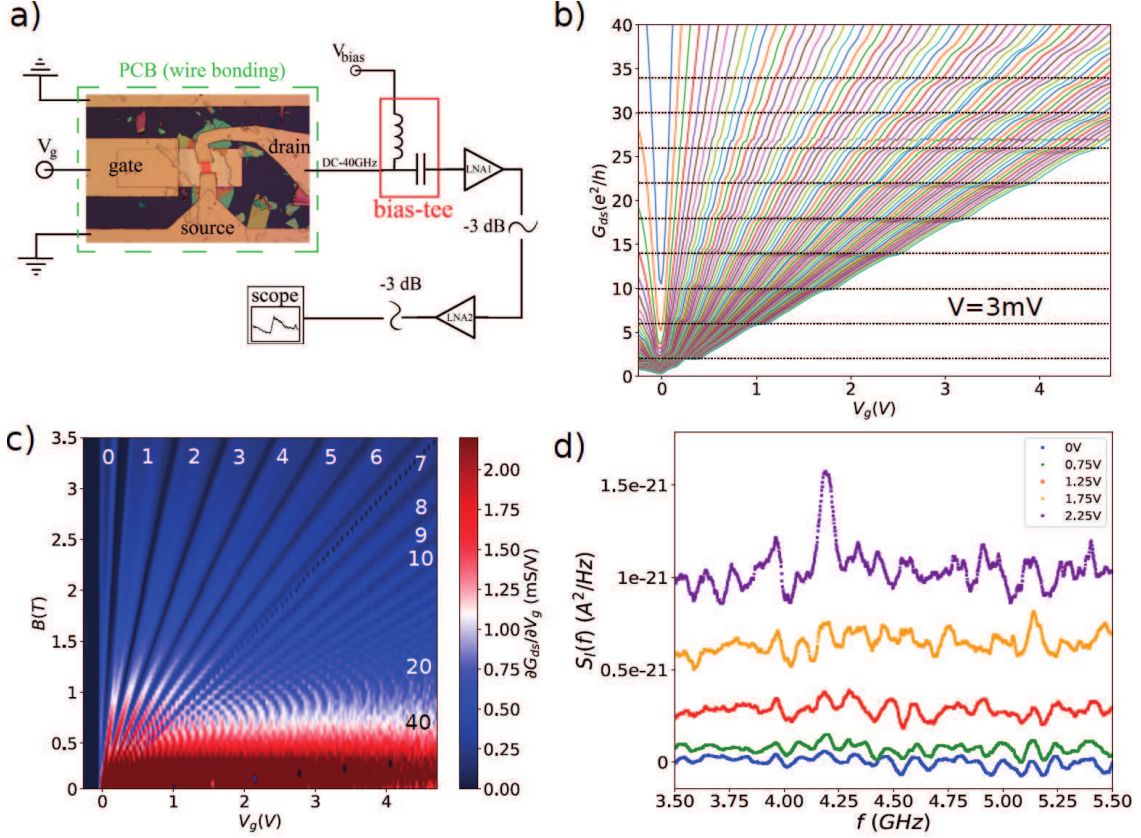 a)
V_bias
PCB (wire bonding)
V_g
gate
drain
source
DC-40GHz
bias-tee
LNA1
-3 dB
-3 dB
scope
LNA2
b)
40
35
30
25
20
15
10
5
0
G_ds(e²/h)
V=3mV
0 1 2 3 4
V_g(V)
c)
3.5
3
2.5
2
1.5
1
0.5
0
B(T)
0 1 2 3 4 5 6 7
8
9
10
20
40
0 1 2 3 4
V_g(V)
2.00
1.75
1.50
1.25
1.00
0.75
0.50
0.25
0.00
∂G_ds/∂V_g (mS/V)
d)
1.5e-21
1e-21
0.5e-21
0
S_I(f) (A²/Hz)
0V
0.75V
1.25V
1.75V
2.25V
3.50 3.75 4.00 4.25 4.50 4.75 5.00 5.25 5.50
f (GHz)